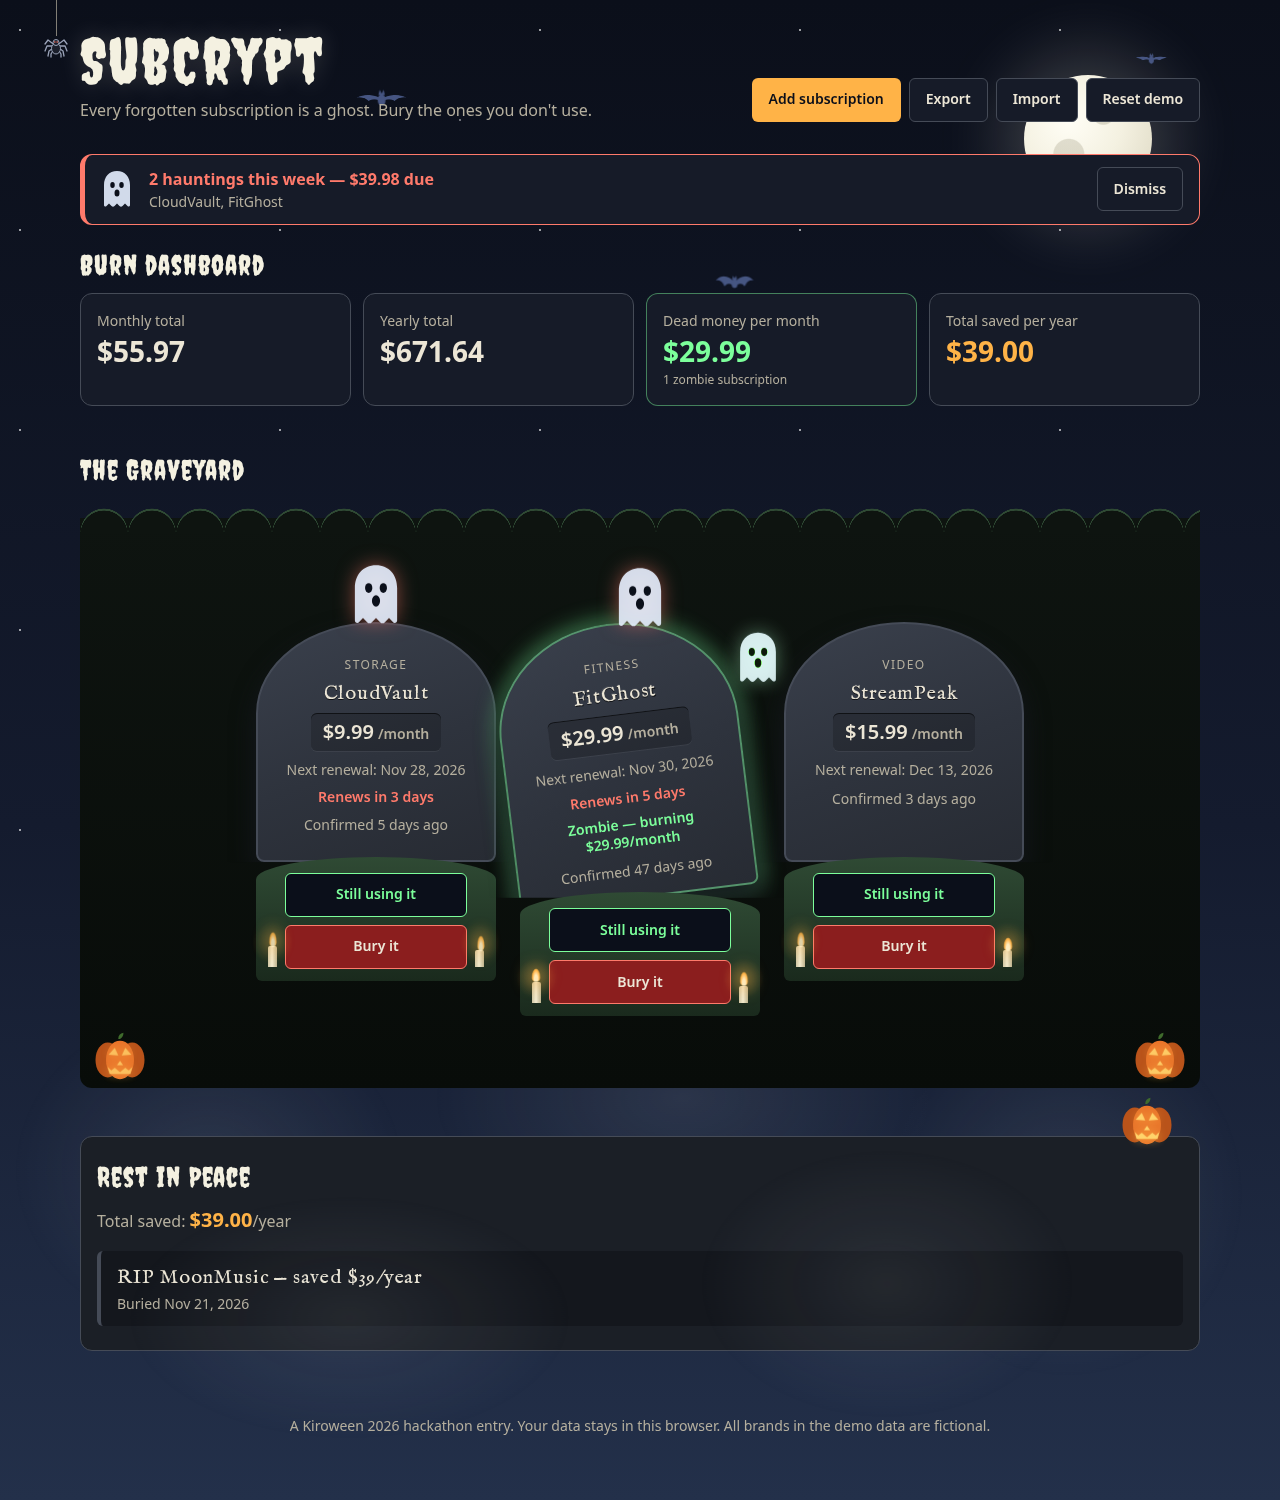 SUBCRYPT
Every forgotten subscription is a ghost. Bury the ones you don't use.
Add subscription
Export
Import
Reset demo
2 hauntings this week — $39.98 due
CloudVault, FitGhost
Dismiss
BURN DASHBOARD
Monthly total
$55.97
Yearly total
$671.64
Dead money per month
$29.99
1 zombie subscription
Total saved per year
$39.00
THE GRAVEYARD
STORAGE
CloudVault
$9.99 /month
Next renewal: Nov 28, 2026
Renews in 3 days
Confirmed 5 days ago
Still using it
Bury it
FITNESS
FitGhost
$29.99 /month
Next renewal: Nov 30, 2026
Renews in 5 days
Zombie — burning
$29.99/month
Confirmed 47 days ago
Still using it
Bury it
VIDEO
StreamPeak
$15.99 /month
Next renewal: Dec 13, 2026
Confirmed 3 days ago
Still using it
Bury it
REST IN PEACE
Total saved: $39.00/year
RIP MoonMusic — saved $39/year
Buried Nov 21, 2026
A Kiroween 2026 hackathon entry. Your data stays in this browser. All brands in the demo data are fictional.